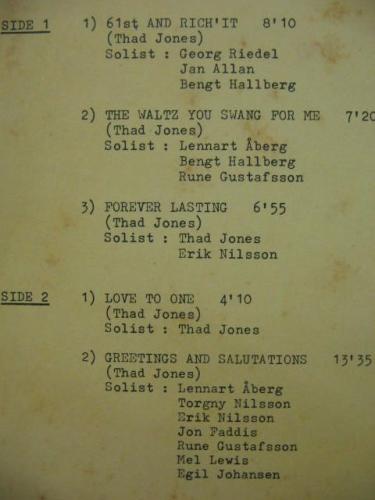 SIDE 1 1) 61st AND RICH'IT 8'10
(Thad Jones)
Solist : Georg Riedel
Jan Allan
Bengt Hallberg
2) THE WALTZ YOU SWANG FOR ME 7'20
(Thad Jones)
Solist : Lennart Åberg
Bengt Hallberg
Rune Gustafsson
3) FOREVER LASTING 6'55
(Thad Jones)
Solist : Thad Jones
Erik Nilsson
SIDE 2 1) LOVE TO ONE 4'10
(Thad Jones)
Solist : Thad Jones
2) GREETINGS AND SALUTATIONS 13'35
(Thad Jones)
Solist : Lennart Åberg
Torgny Nilsson
Erik Nilsson
Jon Faddis
Rune Gustafsson
Mel Lewis
Egil Johansen